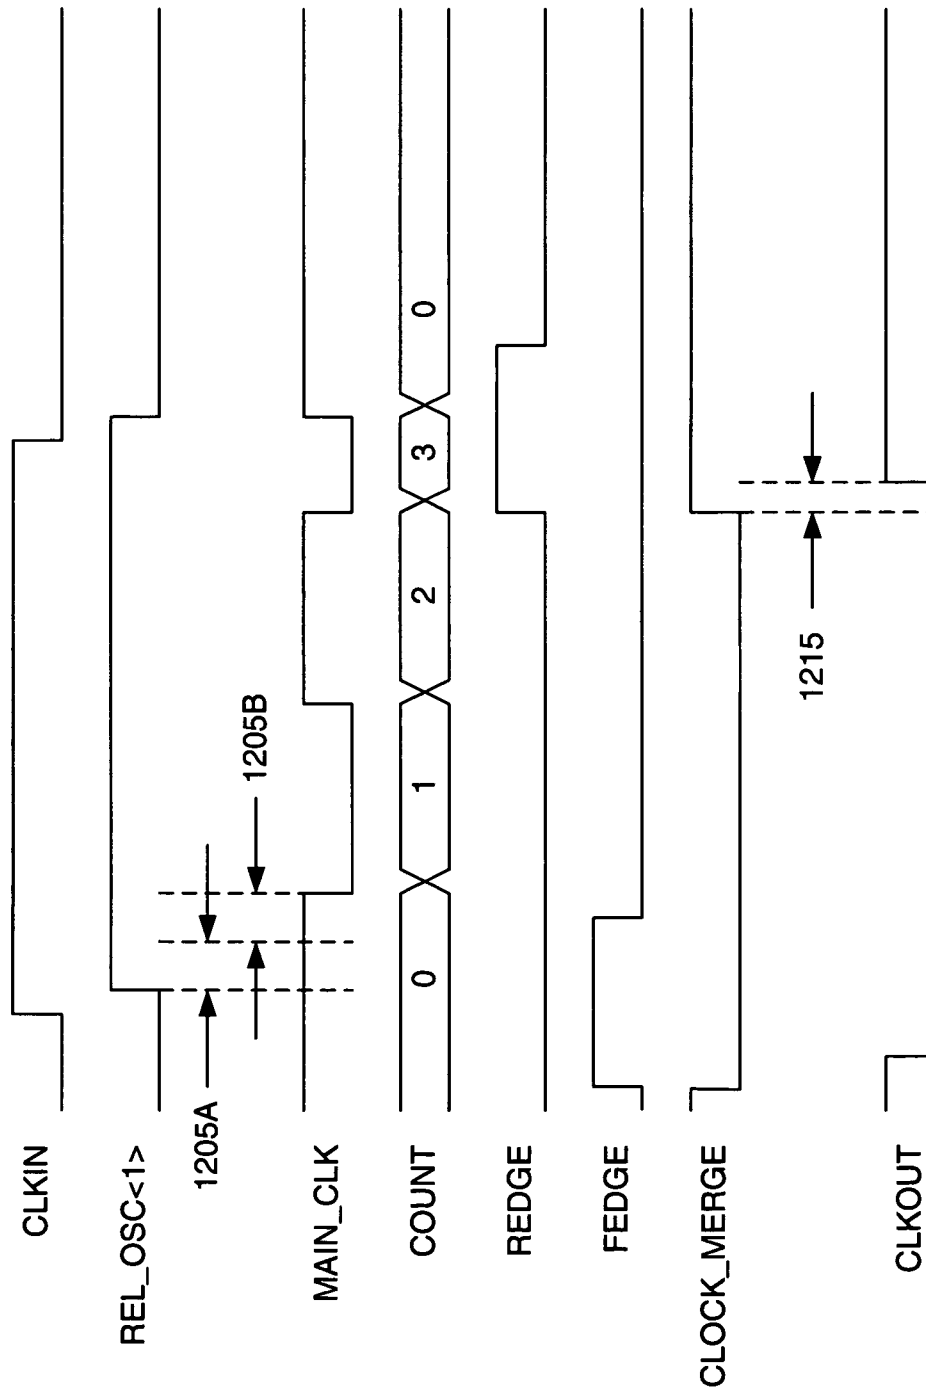 CLKIN
REL_OSC<1>
1205A
1205B
MAIN_CLK
COUNT
0
1
2
3
0
REDGE
FEDGE
CLOCK_MERGE
1215
CLKOUT